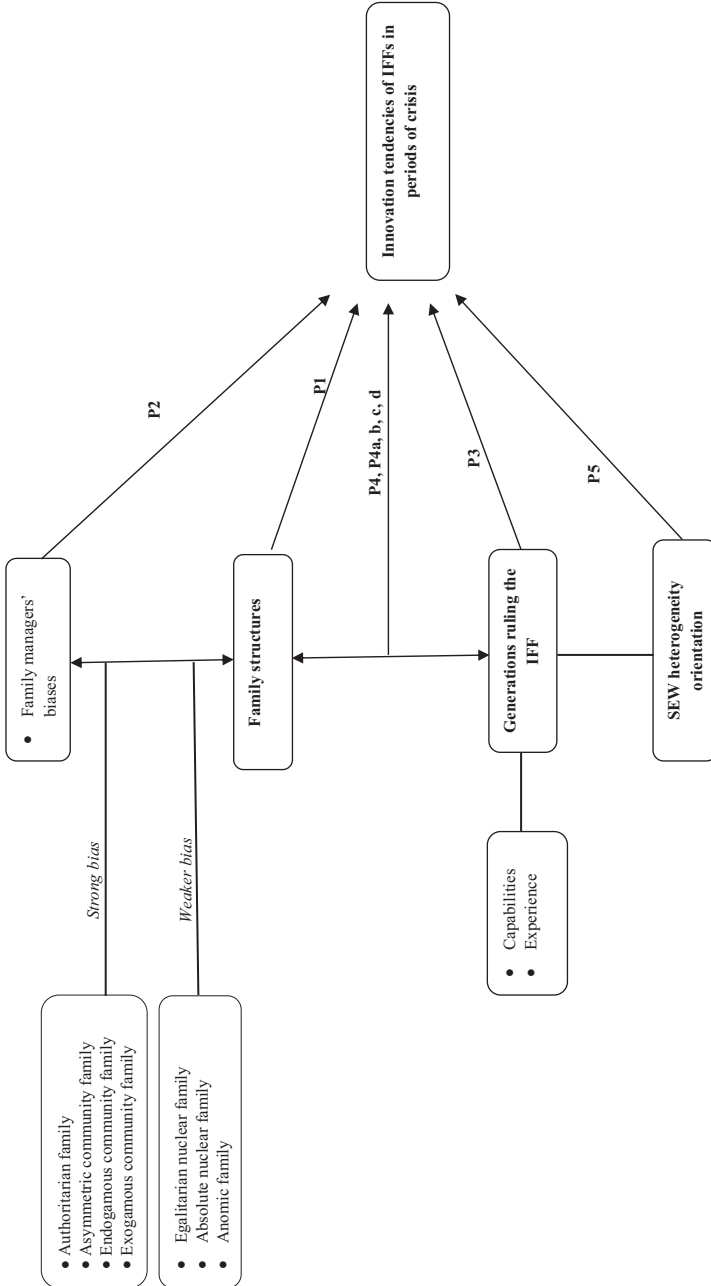 ● Authoritarian family
● Asymmetric community family
● Endogamous community family
● Exogamous community family
Strong bias
● Egalitarian nuclear family
● Absolute nuclear family
● Anomic family
Weaker bias
● Family managers'
biases
Family structures
● Capabilities
● Experience
Generations ruling the
IFF
SEW heterogeneity
orientation
P2
P1
P4, P4a, b, c, d
P3
P5
Innovation tendencies of IFFs in
periods of crisis